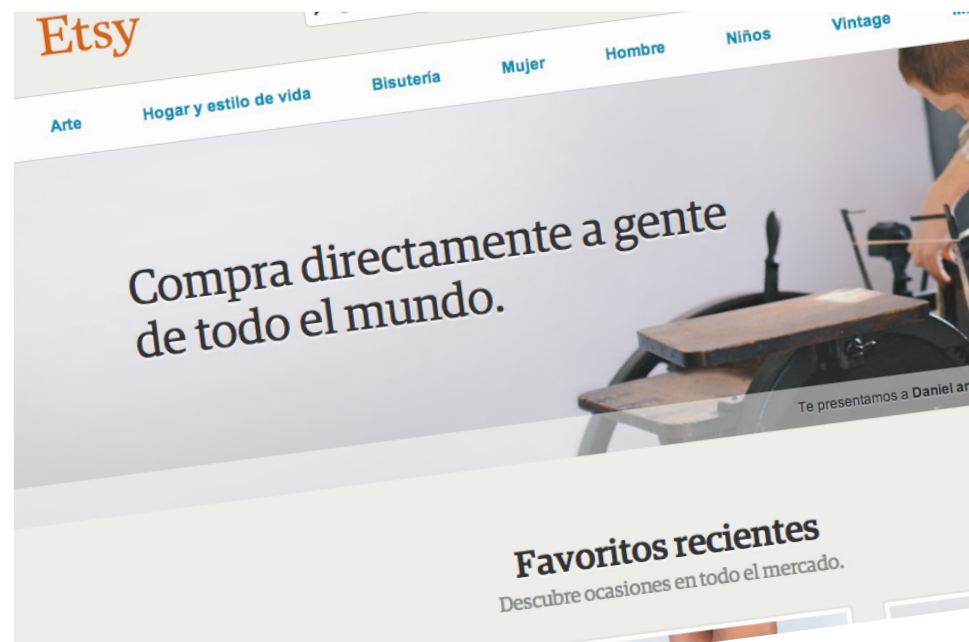 Etsy
Arte Hogar y estilo de vida Bisutería Mujer Hombre Niños Vintage
Compra directamente a gente
de todo el mundo.
Te presentamos a Daniel
Favoritos recientes
Descubre ocasiones en todo el mercado.